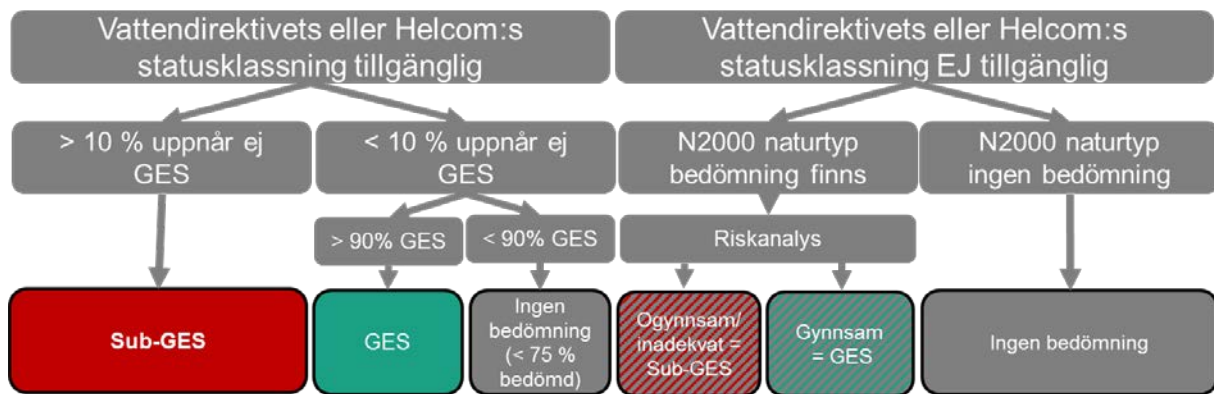 Vattendirektivets eller Helcom:s
statusklassning tillgänglig
Vattendirektivets eller Helcom:s
statusklassning EJ tillgänglig
> 10 % uppnår ej
GES
< 10 % uppnår ej
GES
N2000 naturtyp
bedömning finns
N2000 naturtyp
ingen bedömning
> 90% GES
< 90% GES
Riskanalys
Sub-GES
GES
Ingen
bedömning
(< 75 %
bedömd)
Ogynnsam/
inadekvat =
Sub-GES
Gynnsam
= GES
Ingen bedömning